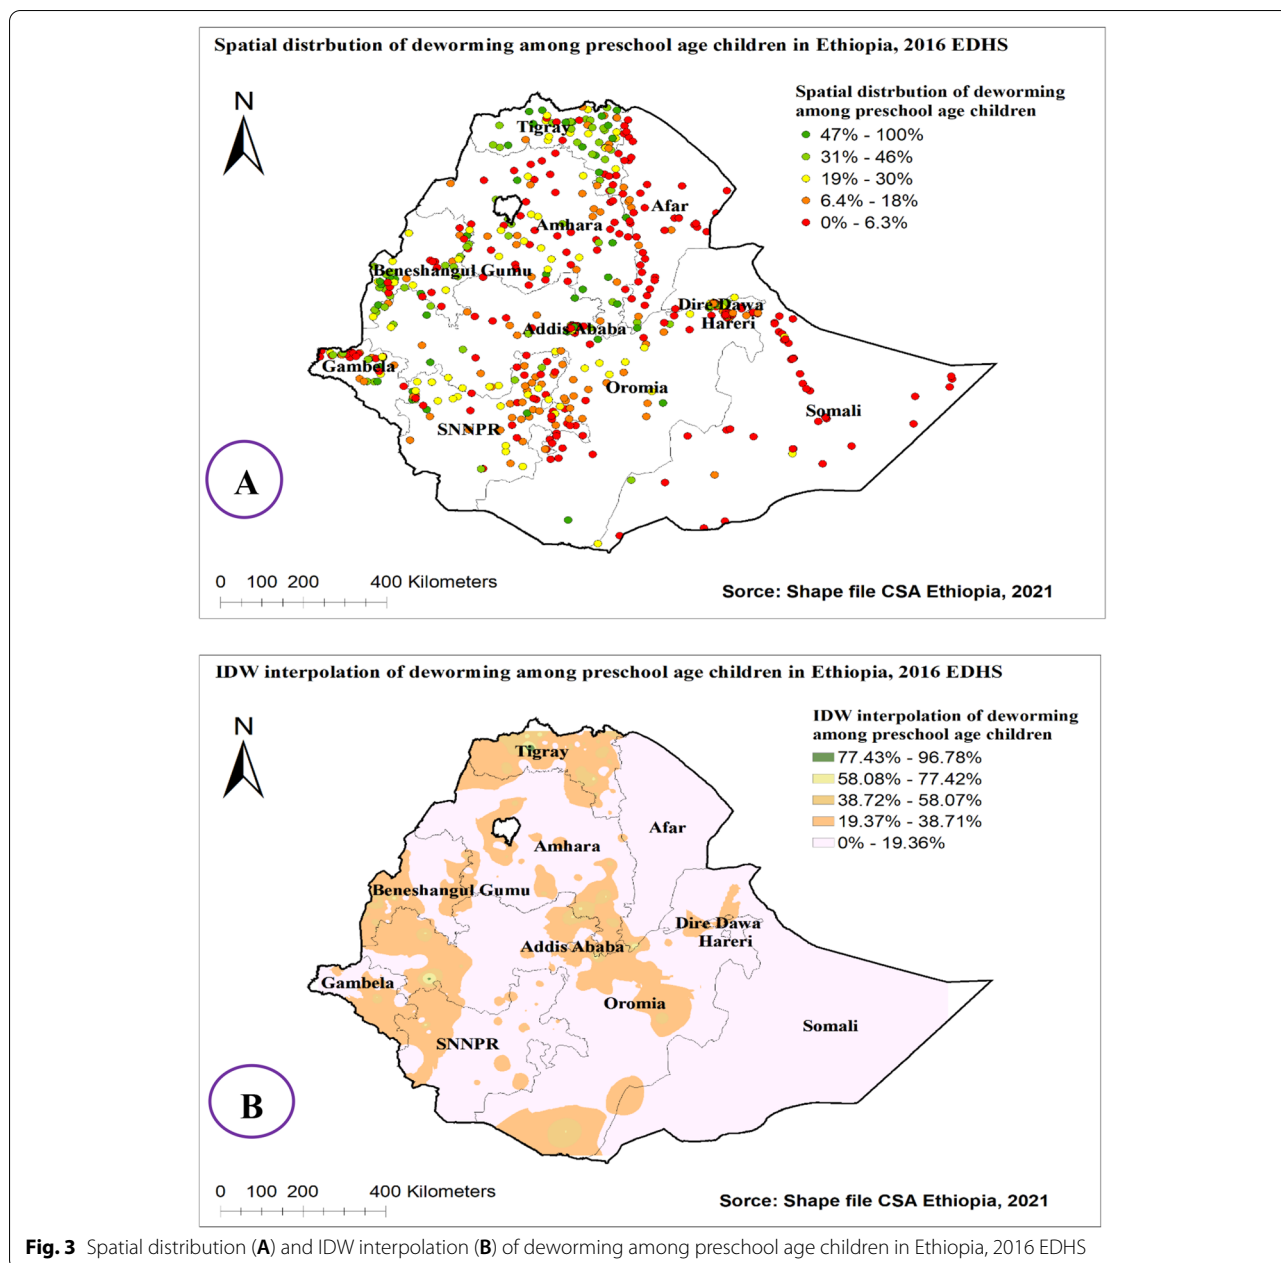 Spatial distrbution of deworming among preschool age children in Ethiopia, 2016 EDHS
N
Spatial distrbution of deworming
among preschool age children
47% - 100%
31% - 46%
19% - 30%
6.4% - 18%
0% - 6.3%
Tigray
Afar
Amhara
Beneshangul Gumu
Dire Dawa
Hareri
Addis Ababa
Gambela
Oromia
Somali
SNNPR
A
0 100 200 400 Kilometers
Sorce: Shape file CSA Ethiopia, 2021
IDW interpolation of deworming among preschool age children in Ethiopia, 2016 EDHS
N
IDW interpolation of deworming
among preschool age children
77.43% - 96.78%
58.08% - 77.42%
38.72% - 58.07%
19.37% - 38.71%
0% - 19.36%
Tigray
Afar
Amhara
Beneshangul Gumu
Dire Dawa
Hareri
Addis Ababa
Gambela
Oromia
Somali
SNNPR
B
0 100 200 400 Kilometers
Sorce: Shape file CSA Ethiopia, 2021
Fig. 3 Spatial distribution (A) and IDW interpolation (B) of deworming among preschool age children in Ethiopia, 2016 EDHS